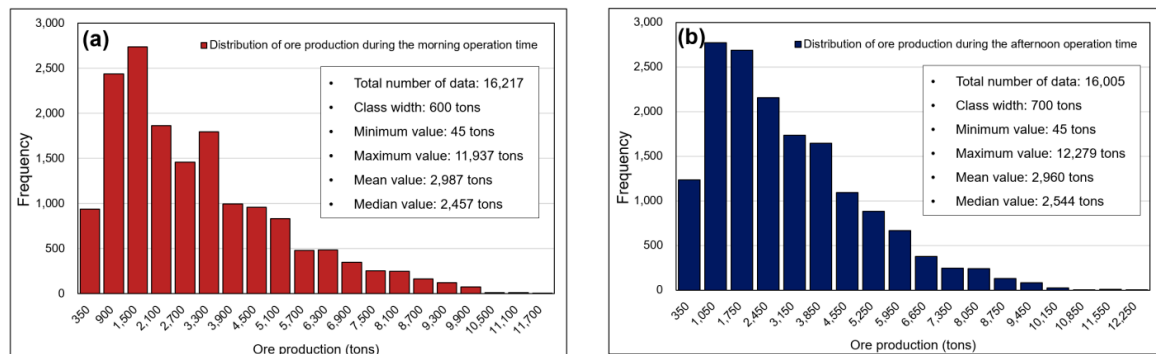 (a)
Distribution of ore production during the morning operation time
• Total number of data: 16,217
• Class width: 600 tons
• Minimum value: 45 tons
• Maximum value: 11,937 tons
• Mean value: 2,987 tons
• Median value: 2,457 tons
Frequency
3,000
2,500
2,000
1,500
1,000
500
0
350 900 1,500 2,100 2,700 3,300 3,900 4,500 5,100 5,700 6,300 6,900 7,500 8,100 8,700 9,300 9,900 10,500 11,100 11,700
Ore production (tons)
(b)
Distribution of ore production during the afternoon operation time
• Total number of data: 16,005
• Class width: 700 tons
• Minimum value: 45 tons
• Maximum value: 12,279 tons
• Mean value: 2,960 tons
• Median value: 2,544 tons
Frequency
3,000
2,500
2,000
1,500
1,000
500
0
350 1,050 1,750 2,450 3,150 3,850 4,550 5,250 5,950 6,650 7,350 8,050 8,750 9,450 10,150 10,850 11,550 12,250
Ore production (tons)